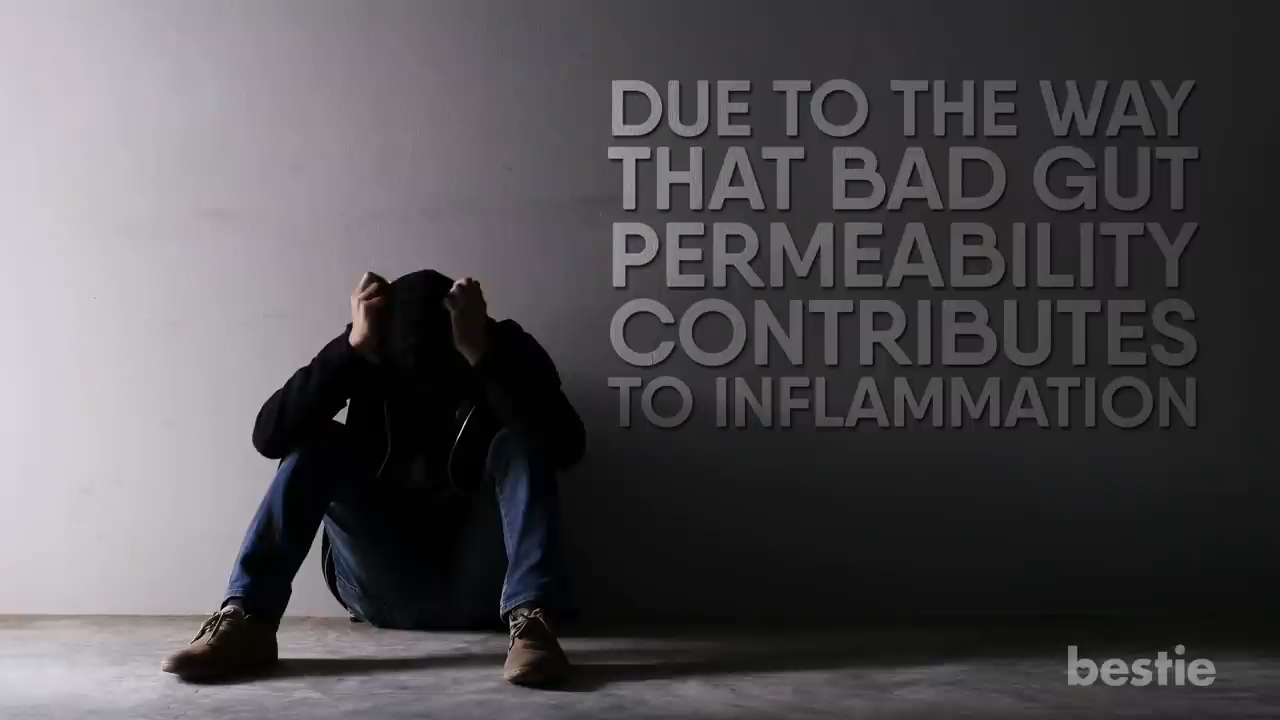 DUE TO THE WAY
THAT BAD GUT
PERMEABILITY
CONTRIBUTES
TO INFLAMMATION
bestie